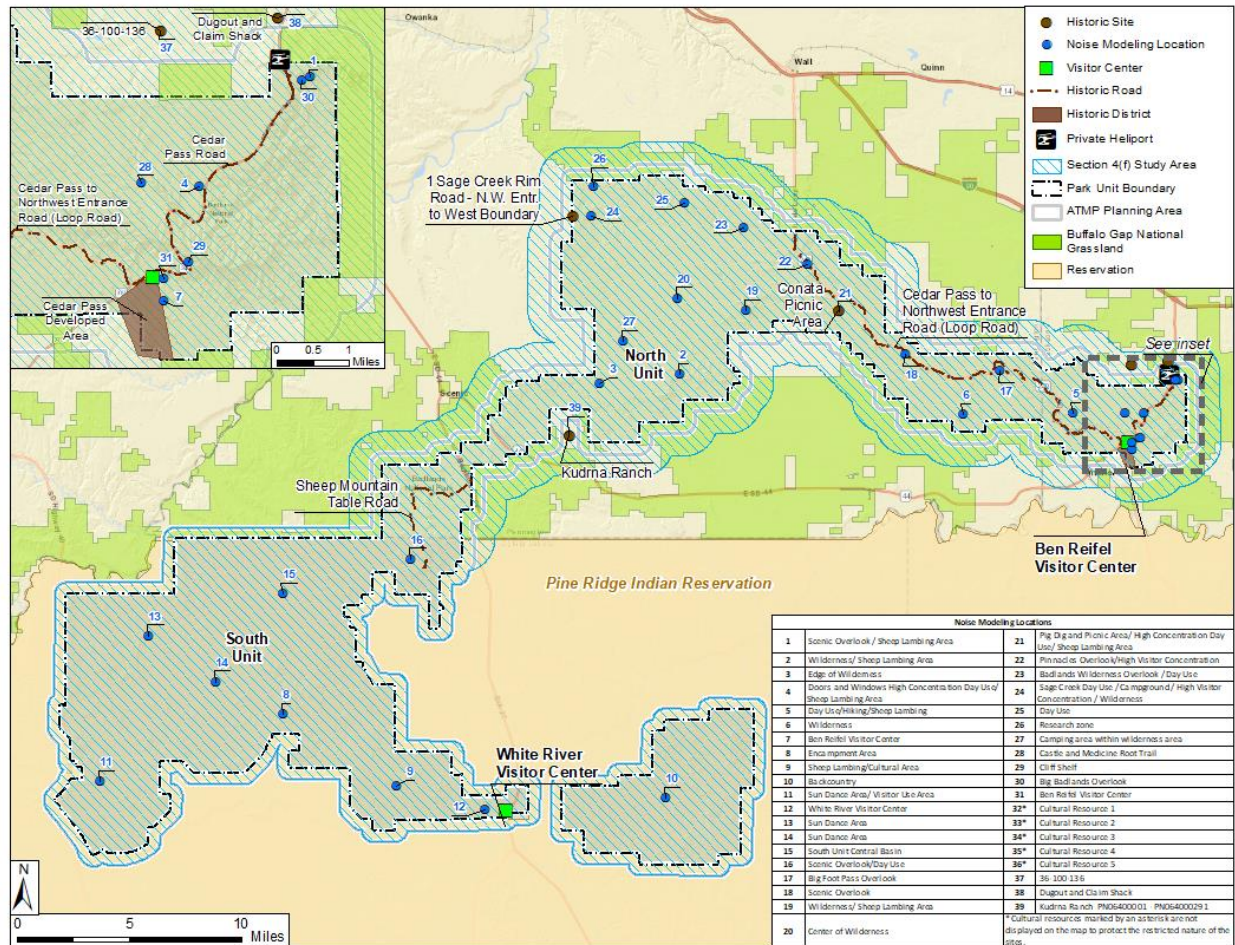 36-100-136
37
Dugout and
Claim Shack
38
1
30
Cedar
Pass Road
28
4
Cedar Pass to
Northwest Entrance
Road (Loop Road)
29
31
7
Cedar Pass
Developed
Area
0 0.5 1
Miles
Owanka
Wall
Quinn
14
Historic Site
Noise Modeling Location
Visitor Center
Historic Road
Historic District
Private Heliport
Section 4(f) Study Area
Park Unit Boundary
ATMP Planning Area
Buffalo Gap National
Grassland
Reservation
1 Sage Creek Rim
Road - N.W. Entr.
to West Boundary
26
24
25
23
22
20
19
21
Conata
Picnic
Area
Cedar Pass to
Northwest Entrance
Road (Loop Road)
See inset
27
North
Unit
2
3
18
17
6
5
39
Kudrna Ranch
Scenic
Sheep Mountain
Table Road
16
44
Ben Reifel
Visitor Center
Pine Ridge Indian Reservation
15
13
South
Unit
14
8
11
9
12
White River
Visitor Center
10
N
0 5 10
Miles
Noise Modeling Locations
1 Scenic Overlook / Sheep Lambing Area
2 Wilderness/ Sheep Lambing Area
3 Edge of Wilderness
4 Doors and Windows High Concentration Day Use/
Sheep Lambing Area
5 Day Use/Hiking/Sheep Lambing
6 Wilderness
7 Ben Reifel Visitor Center
8 Encampment Area
9 Sheep Lambing/Cultural Area
10 Backcountry
11 Sun Dance Area/ Visitor Use Area
12 White River Visitor Center
13 Sun Dance Area
14 Sun Dance Area
15 South Unit Central Basin
16 Scenic Overlook/Day Use
17 Big Foot Pass Overlook
18 Scenic Overlook
19 Wilderness/ Sheep Lambing Area
20 Center of Wilderness
21 Pig Dig and Picnic Area/ High Concentration Day
Use/ Sheep Lambing Area
22 Pinnacles Overlook/High Visitor Concentration
23 Badlands Wilderness Overlook / Day Use
24 Sage Creek Day Use / Campground / High Visitor
Concentration / Wilderness
25 Day Use
26 Research zone
27 Camping area within wilderness area
28 Castle and Medicine Root Trail
29 Cliff Shelf
30 Big Badlands Overlook
31 Ben Reifel Visitor Center
32* Cultural Resource 1
33* Cultural Resource 2
34* Cultural Resource 3
35* Cultural Resource 4
36* Cultural Resource 5
37 36-100-136
38 Dugout and Claim Shack
39 Kudrna Ranch PN06400001 - PN064000291
* Cultural resources marked by an asterisk are not
displayed on the map to protect the restricted nature of the
sites.